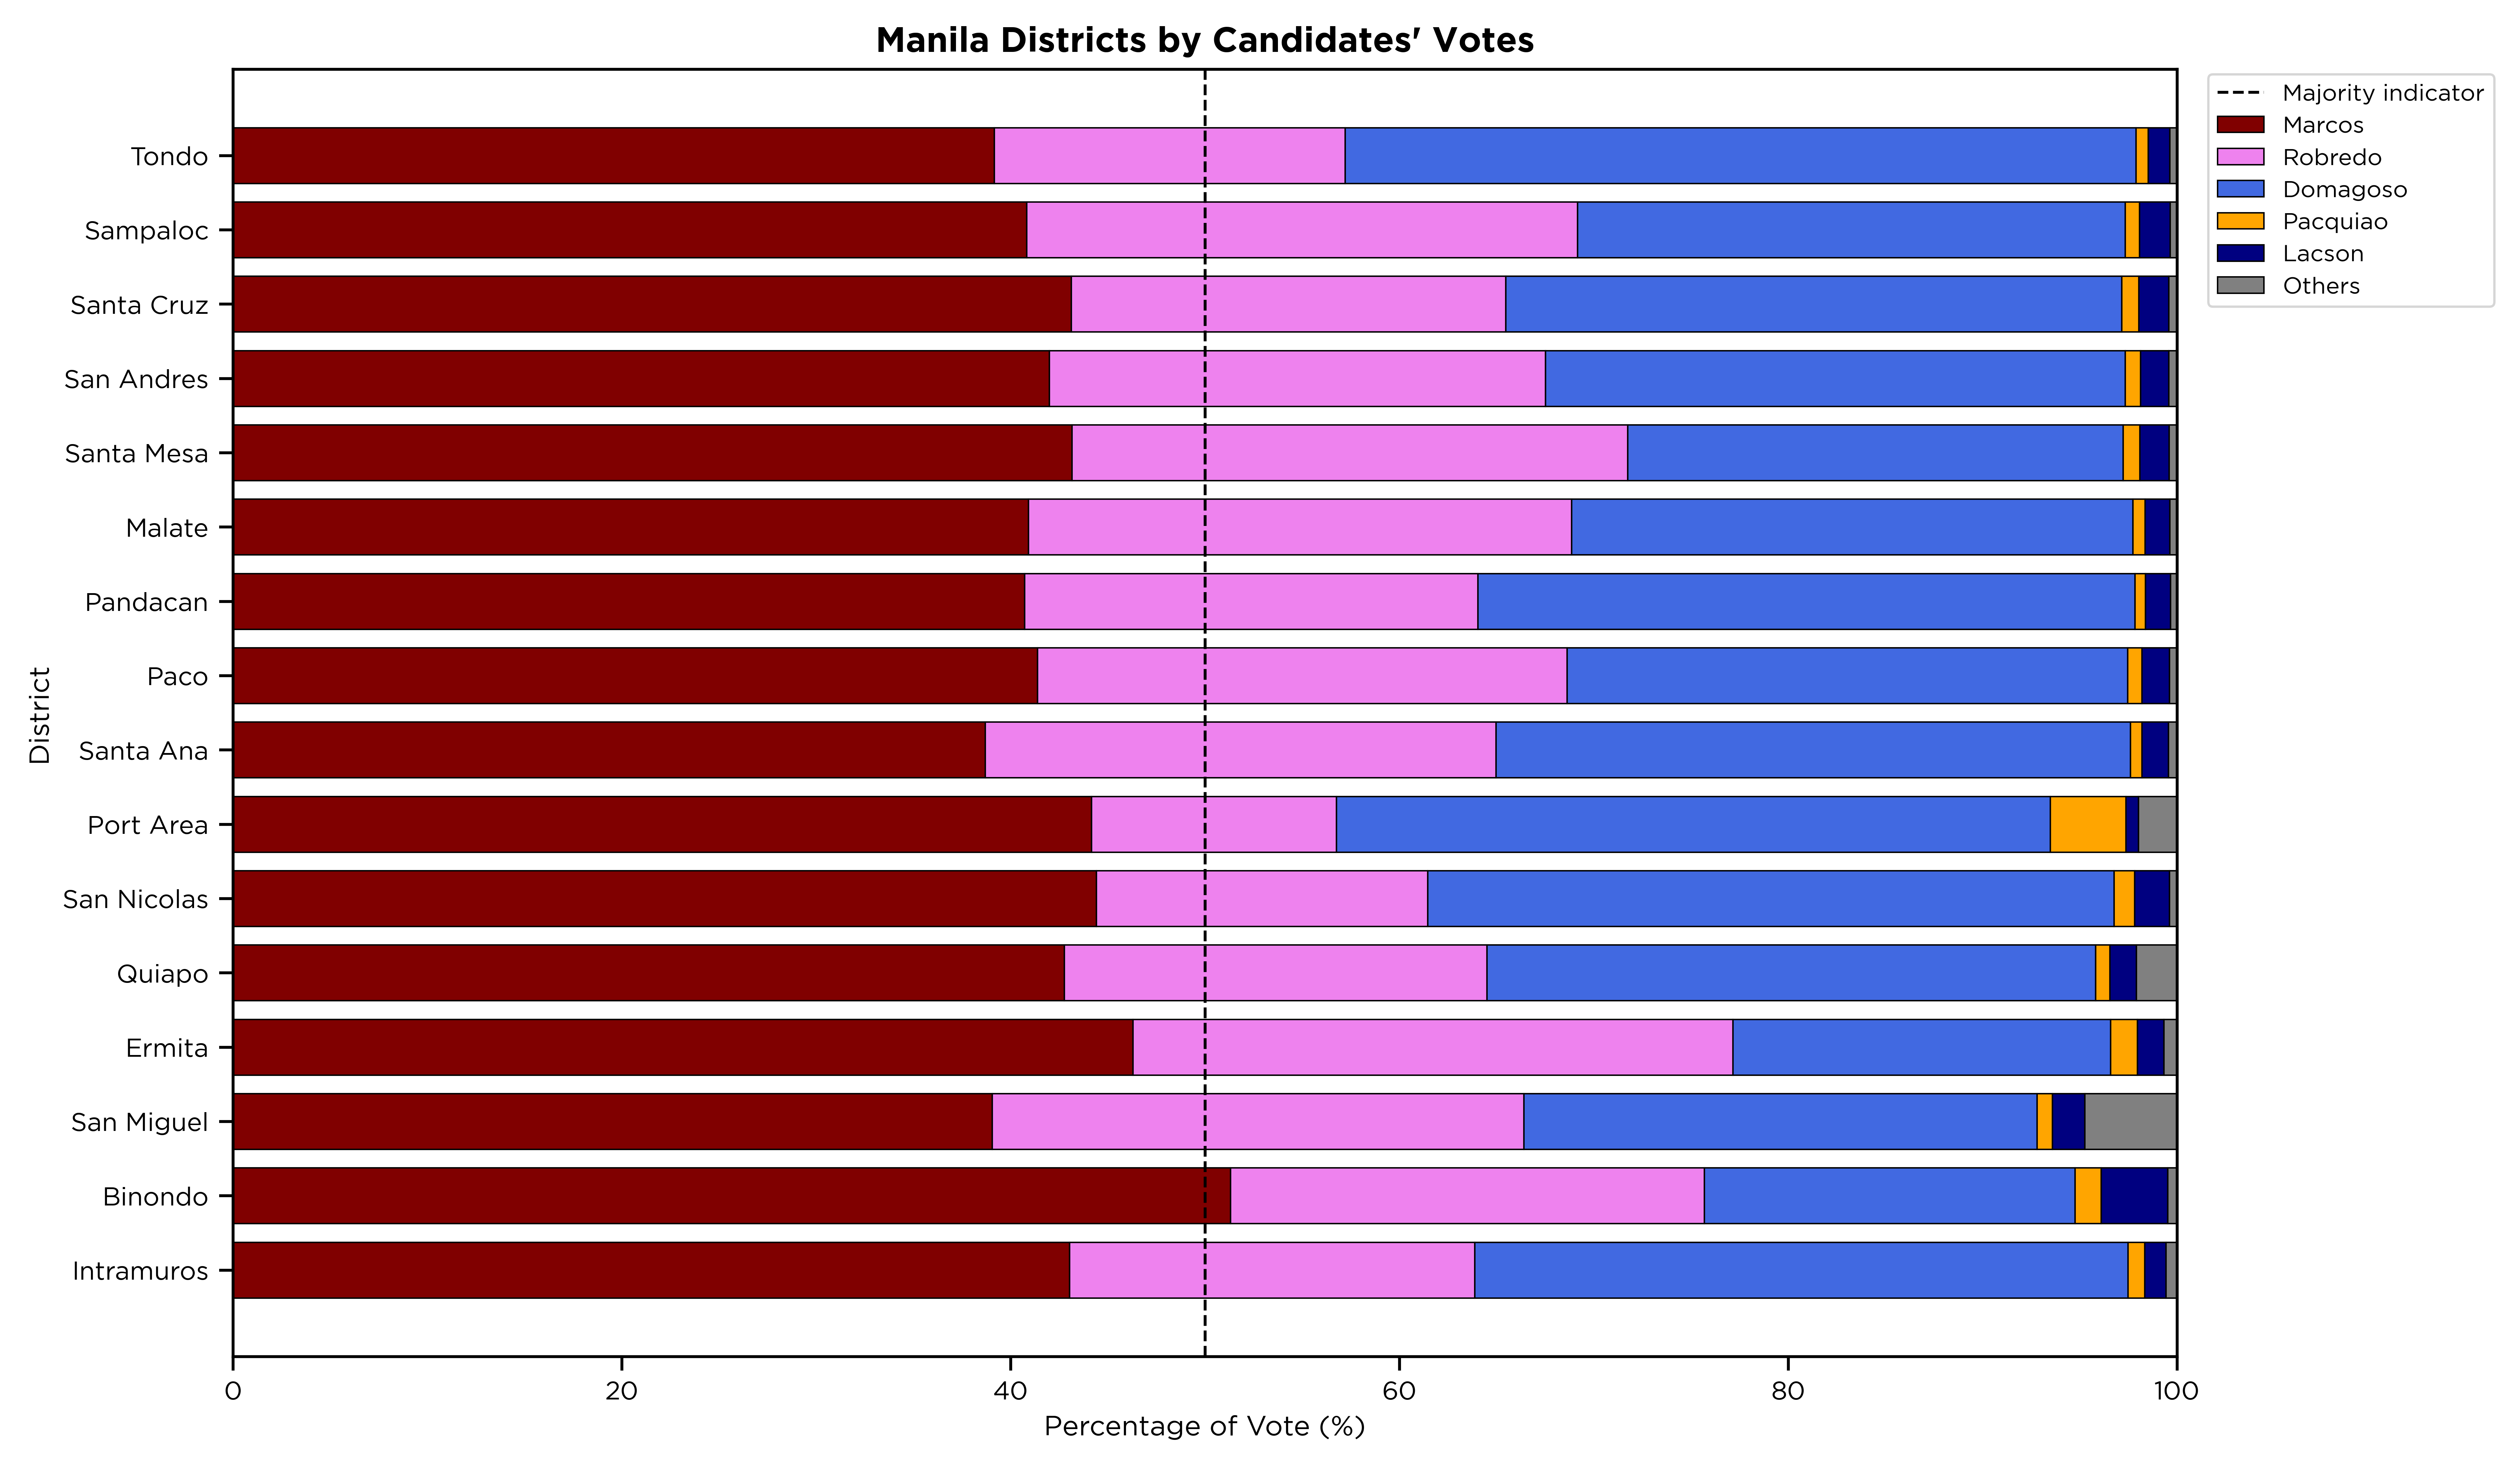 Manila Districts by Candidates' Votes
Majority indicator
Marcos
Robredo
Domagoso
Pacquiao
Lacson
Others
District
Tondo
Sampaloc
Santa Cruz
San Andres
Santa Mesa
Malate
Pandacan
Paco
Santa Ana
Port Area
San Nicolas
Quiapo
Ermita
San Miguel
Binondo
Intramuros
0 20 40 60 80 100
Percentage of Vote (%)